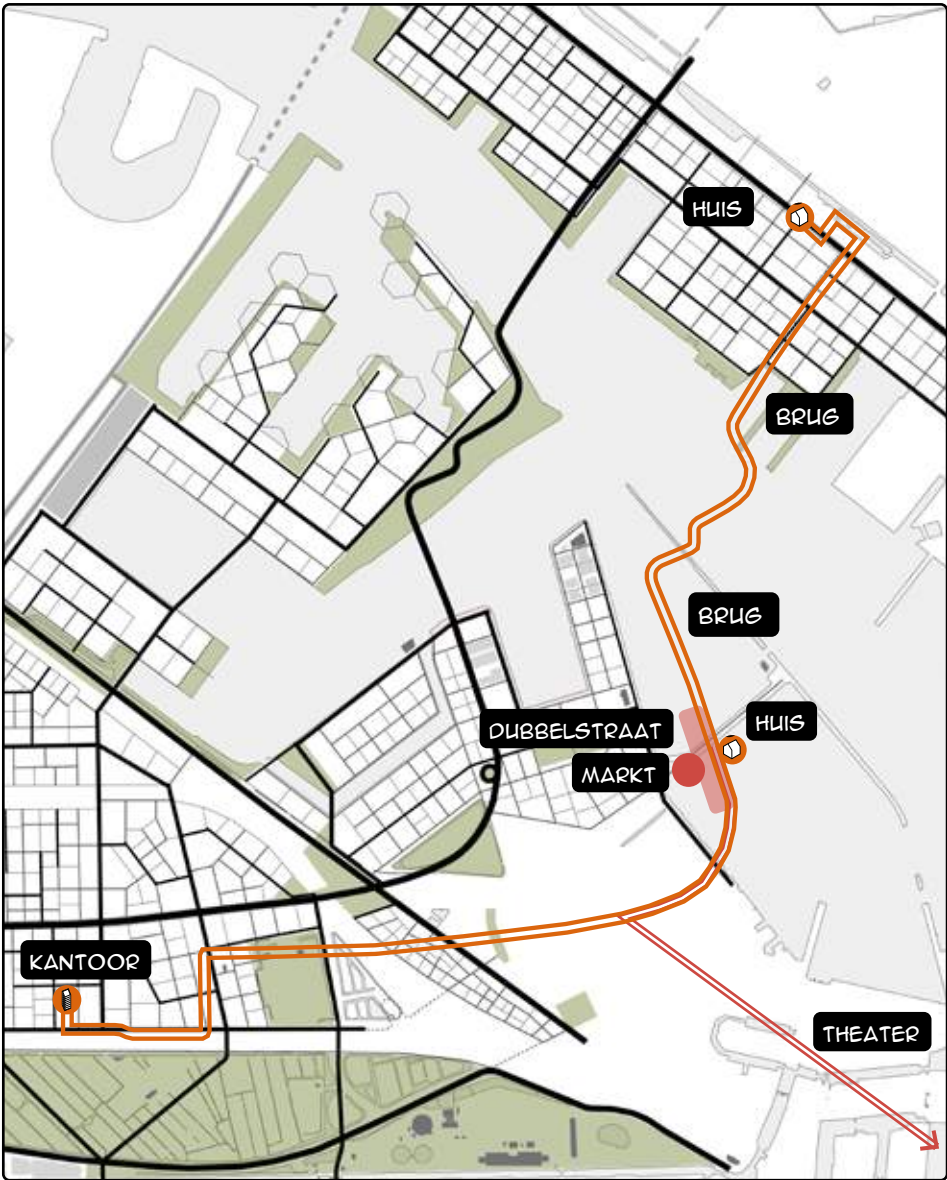 HUIS
BRUG
BRUG
HUIS
DUBBELSTRAAT
MARKT
KANTOOR
THEATER